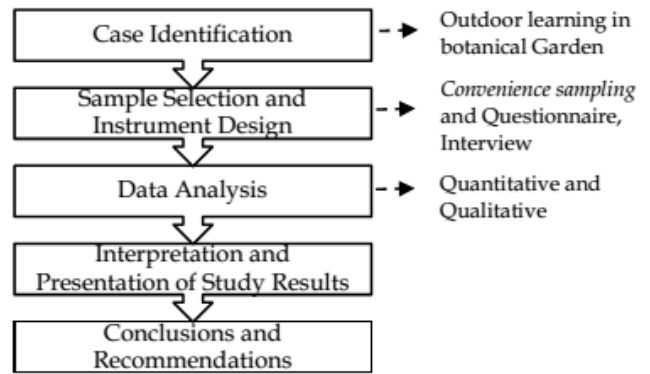 Case Identification
Outdoor learning in
botanical Garden
Sample Selection and
Instrument Design
Convenience sampling
and Questionnaire,
Interview
Data Analysis
Quantitative and
Qualitative
Interpretation and
Presentation of Study Results
Conclusions and
Recommendations